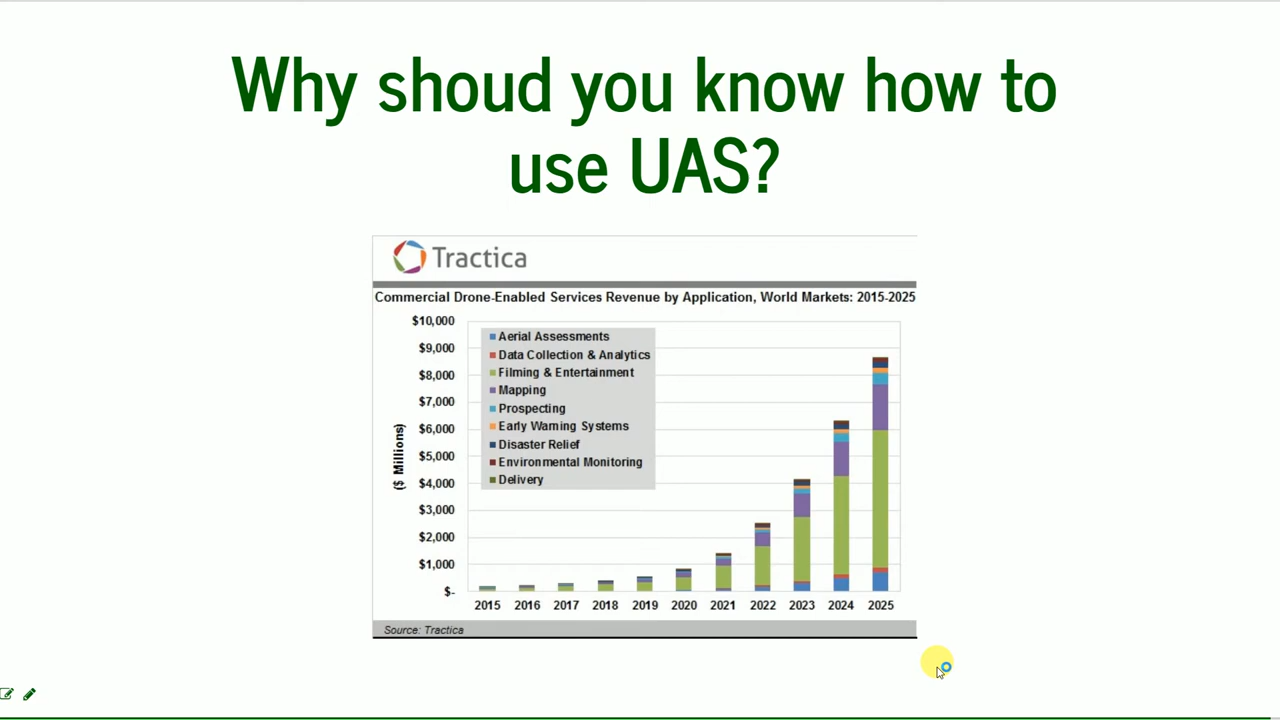 Why shoud you know how to
use UAS?
Tractica
Commercial Drone-Enabled Services Revenue by Application, World Markets: 2015-2025
$10,000
$9,000
$8,000
$7,000
$6,000
$5,000
$4,000
$3,000
$2,000
$1,000
$-
($ Millions)
Aerial Assessments
Data Collection & Analytics
Filming & Entertainment
Mapping
Prospecting
Early Warning Systems
Disaster Relief
Environmental Monitoring
Delivery
2015 2016 2017 2018 2019 2020 2021 2022 2023 2024 2025
Source: Tractica